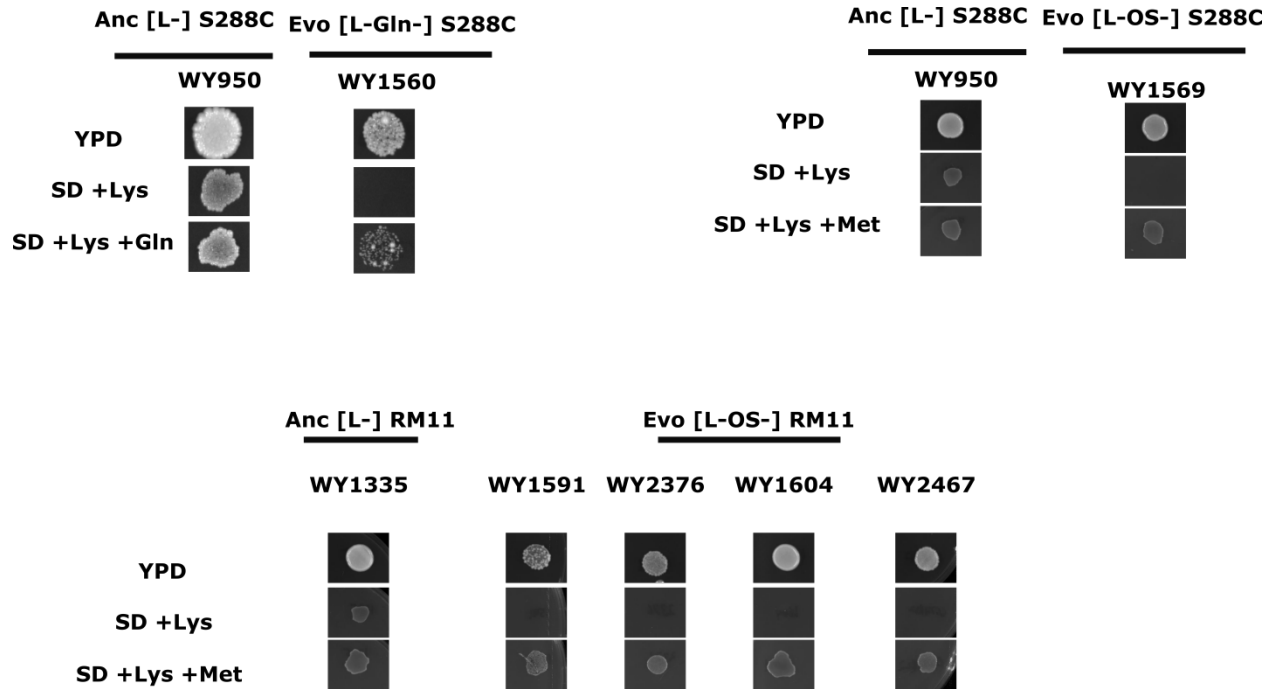 Anc [L-] S288C
Evo [L-Gln-] S288C
WY950
WY1560
YPD
SD +Lys
SD +Lys +Gln
Anc [L-] S288C
Evo [L-OS-] S288C
WY950
WY1569
YPD
SD +Lys
SD +Lys +Met
Anc [L-] RM11
Evo [L-OS-] RM11
WY1335
WY1591
WY2376
WY1604
WY2467
YPD
SD +Lys
SD +Lys +Met